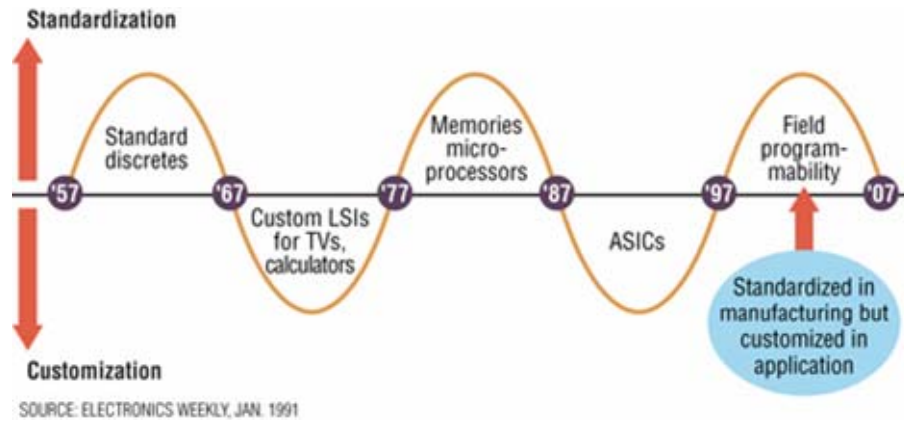 Standardization
Standard
discretes
Memories
micro-
processors
Field
program-
mability
'57
'67
'77
'87
'97
'07
Custom LSIs
for TVs,
calculators
ASICs
Standardized in
manufacturing but
customized in
application
Customization
SOURCE: ELECTRONICS WEEKLY, JAN. 1991